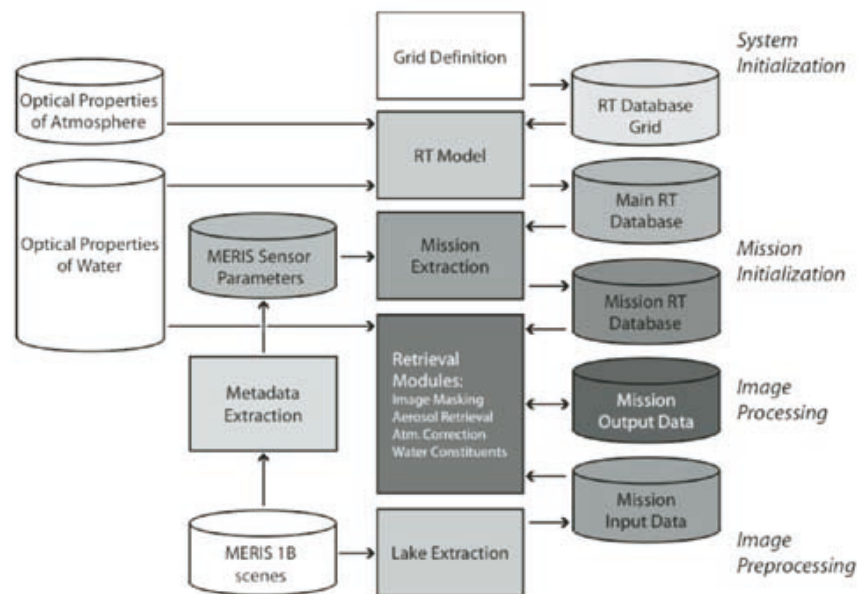 Grid Definition
System
Initialization
Optical Properties
of Atmosphere
RT Database
Grid
RT Model
Main RT
Database
Optical Properties
of Water
MERIS Sensor
Parameters
Mission
Extraction
Mission
Initialization
Mission RT
Database
Retrieval
Modules:
Image Masking
Aerosol Retrieval
Atm. Correction
Water Constituents
Metadata
Extraction
Mission
Output Data
Image
Processing
Mission
Input Data
MERIS 1B
scenes
Lake Extraction
Image
Preprocessing